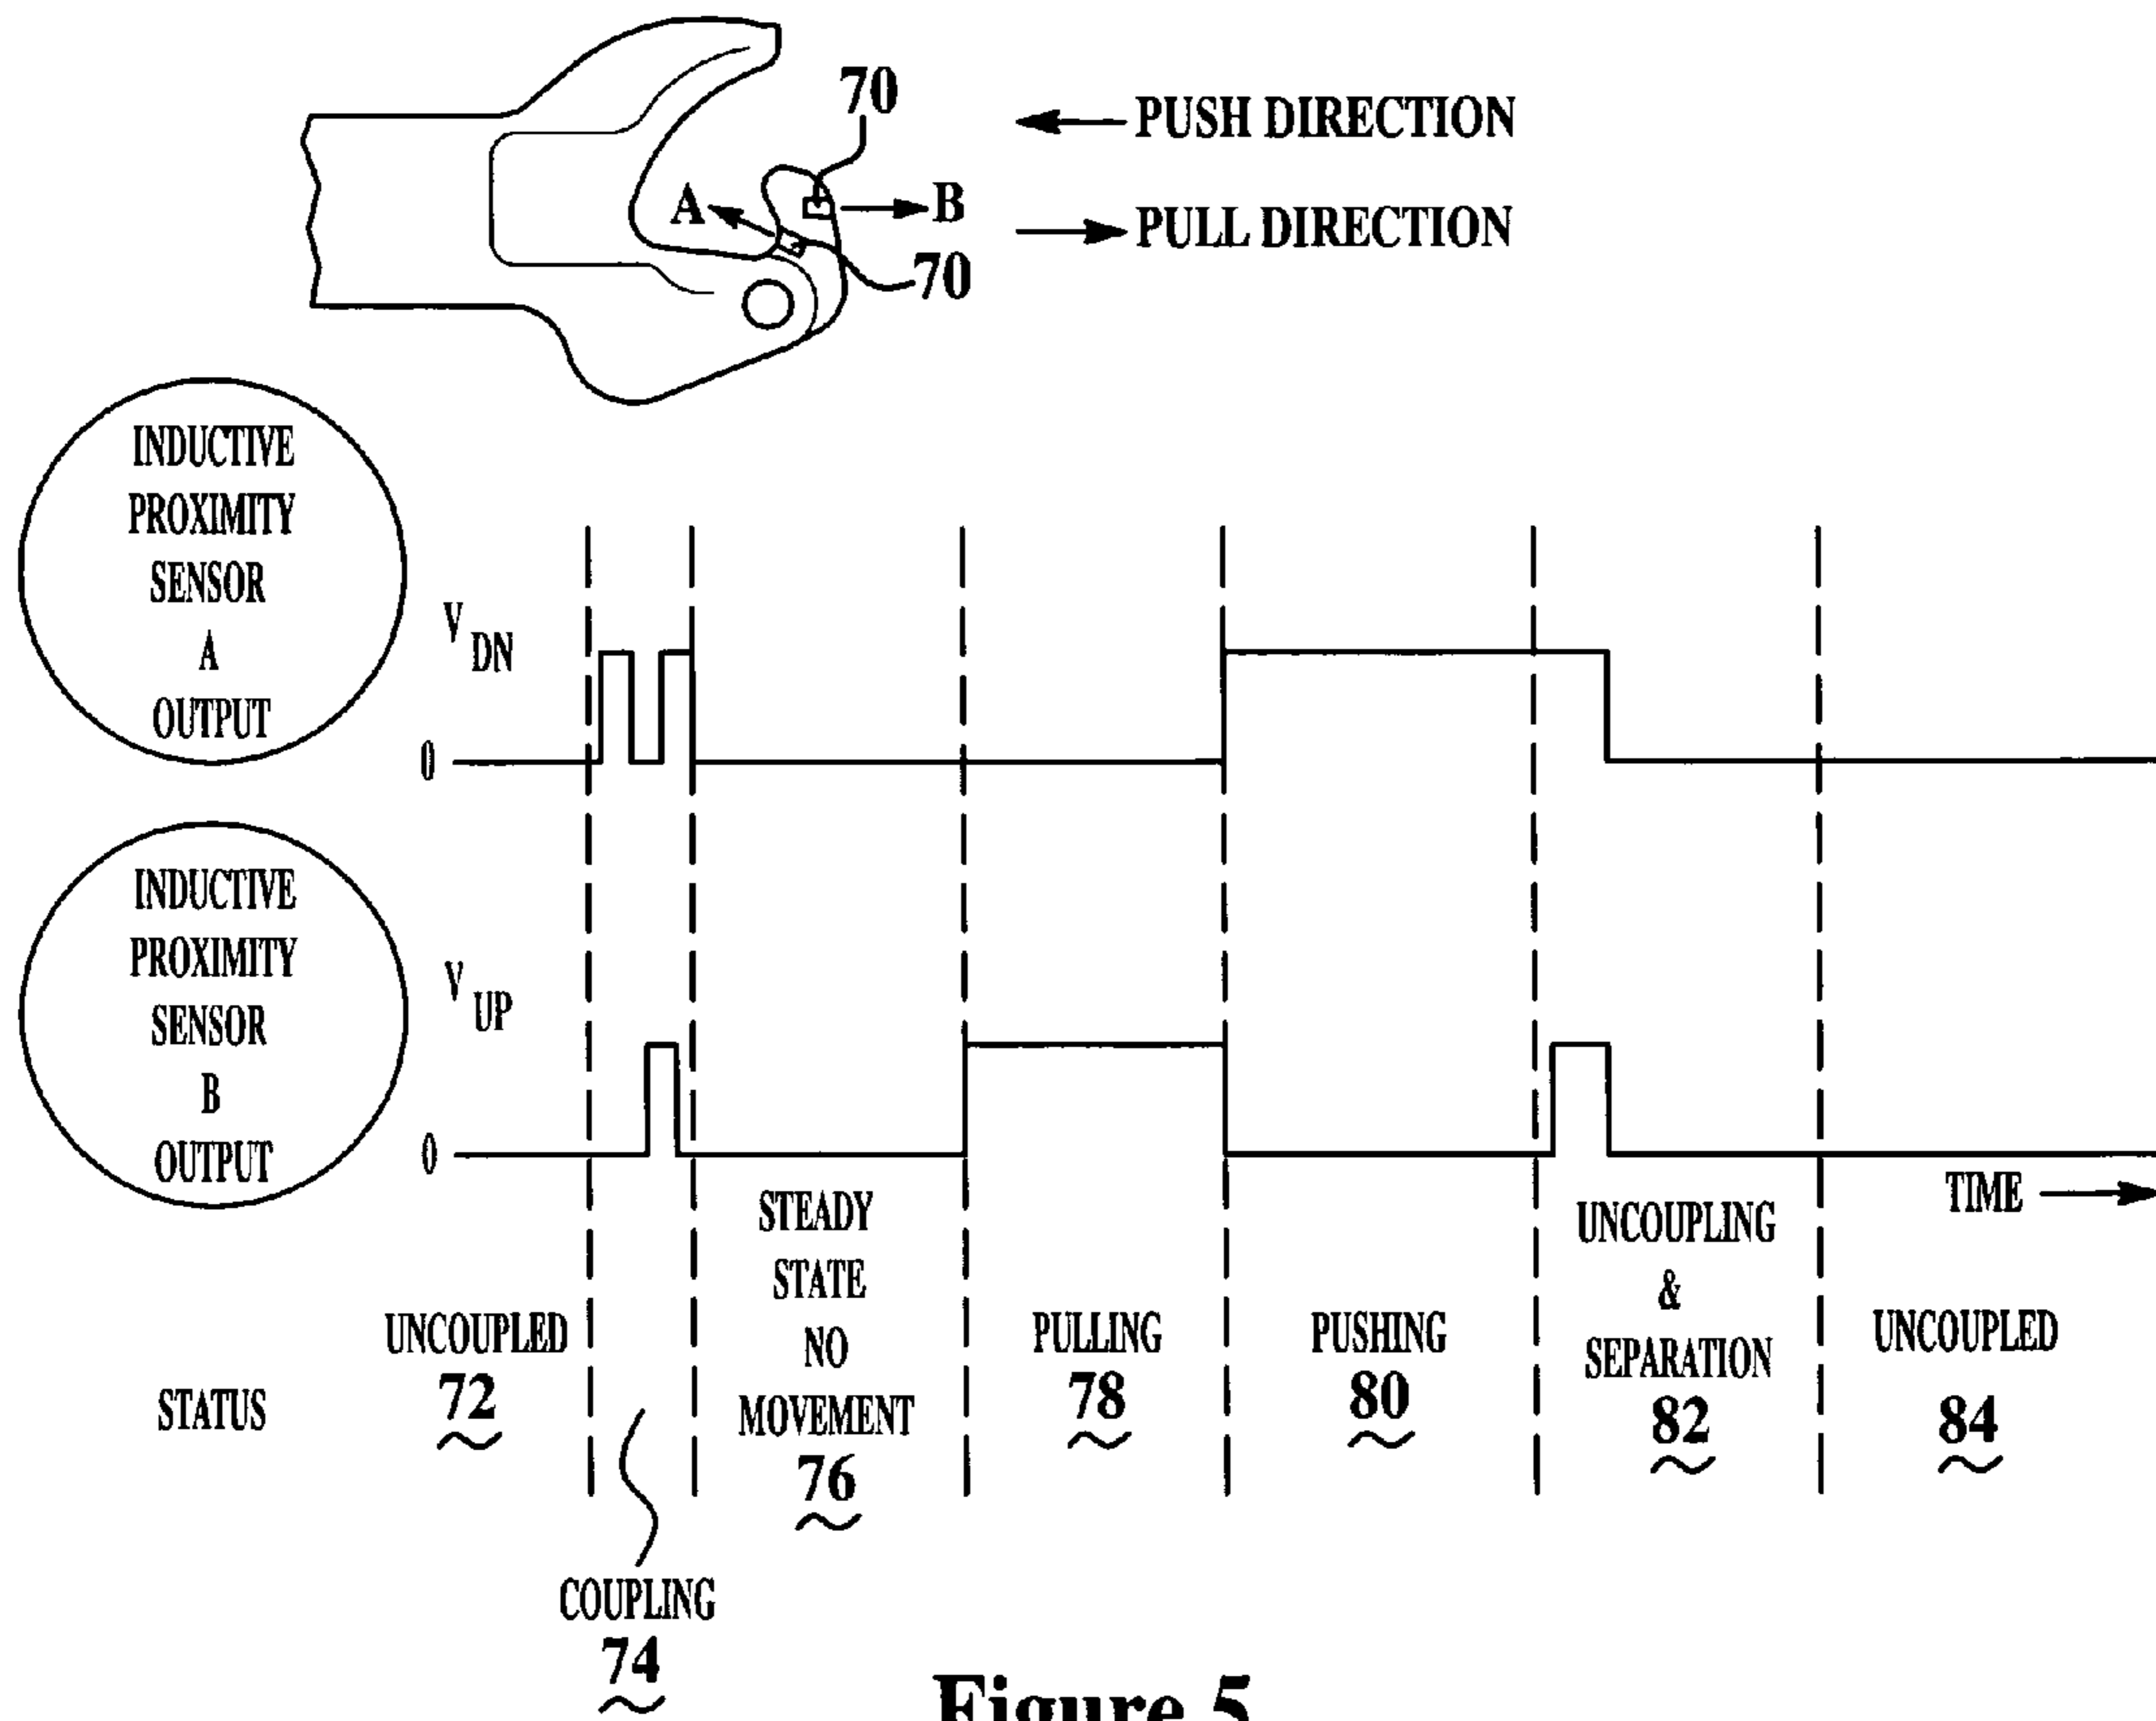 70
PUSH DIRECTION
A
B
PULL DIRECTION
70
INDUCTIVE
PROXIMITY
SENSOR
A
OUTPUT
V DN
0
INDUCTIVE
PROXIMITY
SENSOR
B
OUTPUT
V UP
0
TIME
STATUS
UNCOUPLED
72
COUPLING
74
STEADY
STATE
NO
MOVEMENT
76
PULLING
78
PUSHING
80
UNCOUPLING
&
SEPARATION
82
UNCOUPLED
84
Figure 5